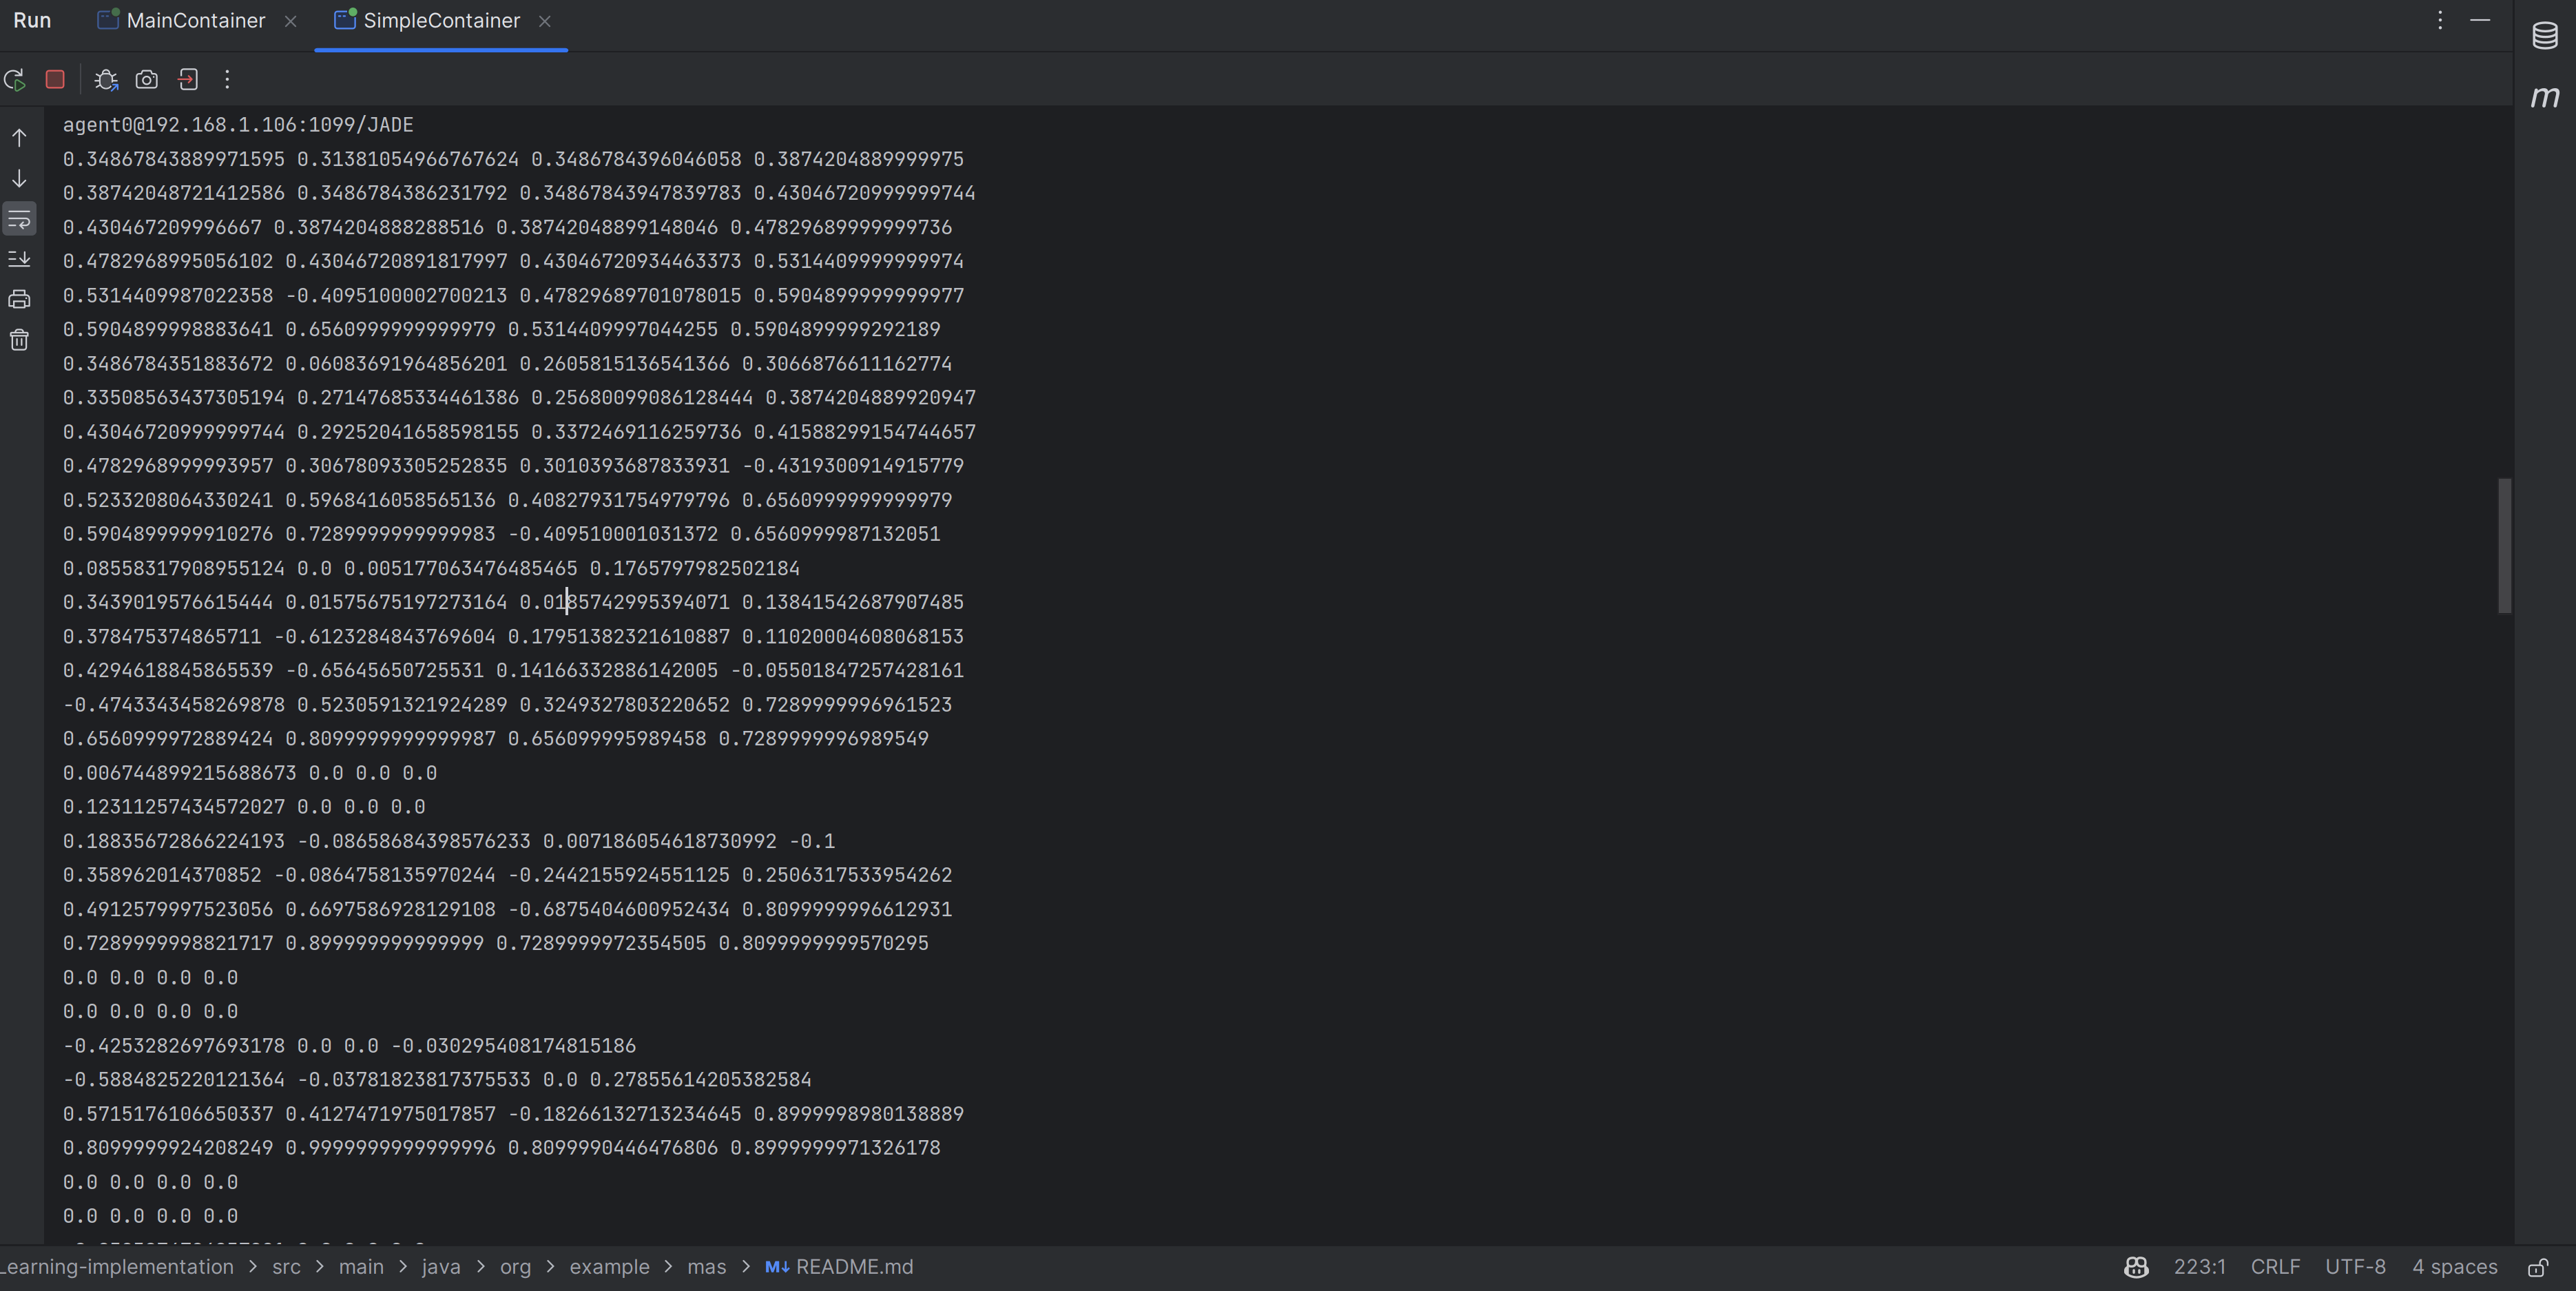 Run MainContainer SimpleContainer
agent0@192.168.1.106:1099/JADE
0.34867843889971595 0.31381054966767624 0.3486784396046058 0.3874204889999975
0.38742048721412586 0.3486784386231792 0.34867843947839783 0.43046720999999744
0.430467209996667 0.3874204888288516 0.38742048899148046 0.47829689999999736
0.4782968995056102 0.43046720891817997 0.43046720934463373 0.5314409999999974
0.5314409987022358 -0.4095100002700213 0.47829689701078015 0.5904899999999977
0.5904899998883641 0.6560999999999979 0.5314409997044255 0.5904899999292189
0.3486784351883672 0.06083691964856201 0.2605815136541366 0.3066876611162774
0.33508563437305194 0.27147685334461386 0.25680099086128444 0.3874204889920947
0.43046720999999744 0.29252041658598155 0.3372469116259736 0.41588299154744657
0.4782968999993957 0.30678093305252835 0.3010393687833931 -0.4319300914915779
0.5233208064330241 0.5968416058565136 0.40827931754979796 0.6560999999999979
0.5904899999910276 0.7289999999999983 -0.409510001031372 0.6560999987132051
0.08558317908955124 0.0 0.005177063476485465 0.1765797982502184
0.3439019576615444 0.01575675197273164 0.0185742995394071 0.13841542687907485
0.378475374865711 -0.6123284843769604 0.17951382321610887 0.11020004608068153
0.4294618845865539 -0.65645650725531 0.14166332886142005 -0.05501847257428161
-0.4743343458269878 0.5230591321924289 0.3249327803220652 0.7289999996961523
0.6560999972889424 0.8099999999999987 0.656099995989458 0.7289999996989549
0.006744899215688673 0.0 0.0 0.0
0.12311257434572027 0.0 0.0 0.0
0.18835672866224193 -0.08658684398576233 0.007186054618730992 -0.1
0.358962014370852 -0.0864758135970244 -0.2442155924551125 0.2506317533954262
0.4912579997523056 0.6697586928129108 -0.6875404600952434 0.8099999996612931
0.7289999998821717 0.899999999999999 0.7289999972354505 0.8099999999570295
0.0 0.0 0.0 0.0
0.0 0.0 0.0 0.0
-0.4253282697693178 0.0 0.0 -0.030295408174815186
-0.5884825220121364 -0.03781823817375533 0.0 0.27855614205382584
0.5715176106650337 0.4127471975017857 -0.18266132713234645 0.8999998980138889
0.8099999924208249 0.9999999999999996 0.8099990446476806 0.8999999971326178
0.0 0.0 0.0 0.0
0.0 0.0 0.0 0.0
Learning-implementation > src > main > java > org > example > mas > M↓ README.md 223:1 CRLF UTF-8 4 spaces
m